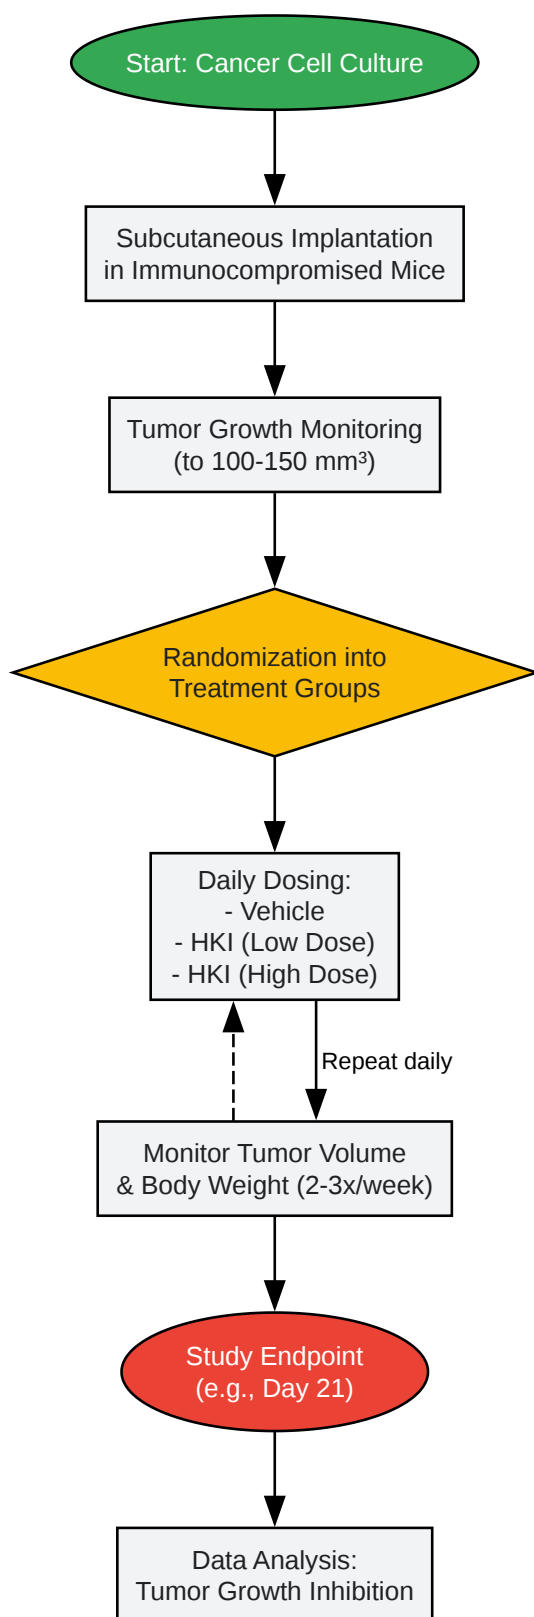 Start: Cancer Cell Culture
Subcutaneous Implantation
in Immunocompromised Mice
Tumor Growth Monitoring
(to 100-150 mm³)
Randomization into
Treatment Groups
Daily Dosing:
- Vehicle
- HKI (Low Dose)
- HKI (High Dose)
Repeat daily
Monitor Tumor Volume
& Body Weight (2-3x/week)
Study Endpoint
(e.g., Day 21)
Data Analysis:
Tumor Growth Inhibition